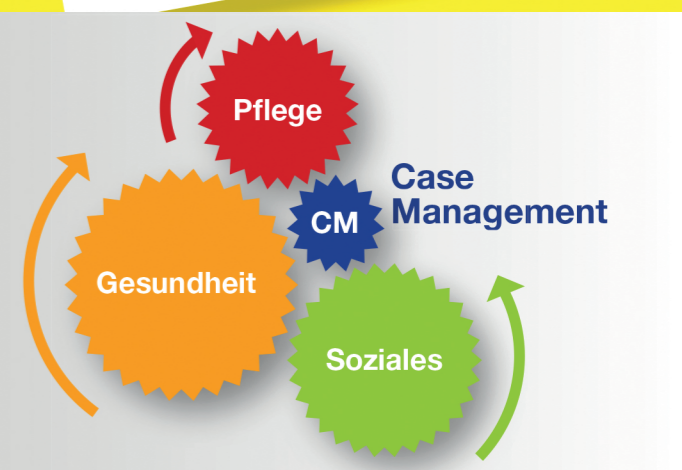 Pflege
Case
Management
CM
Gesundheit
Soziales